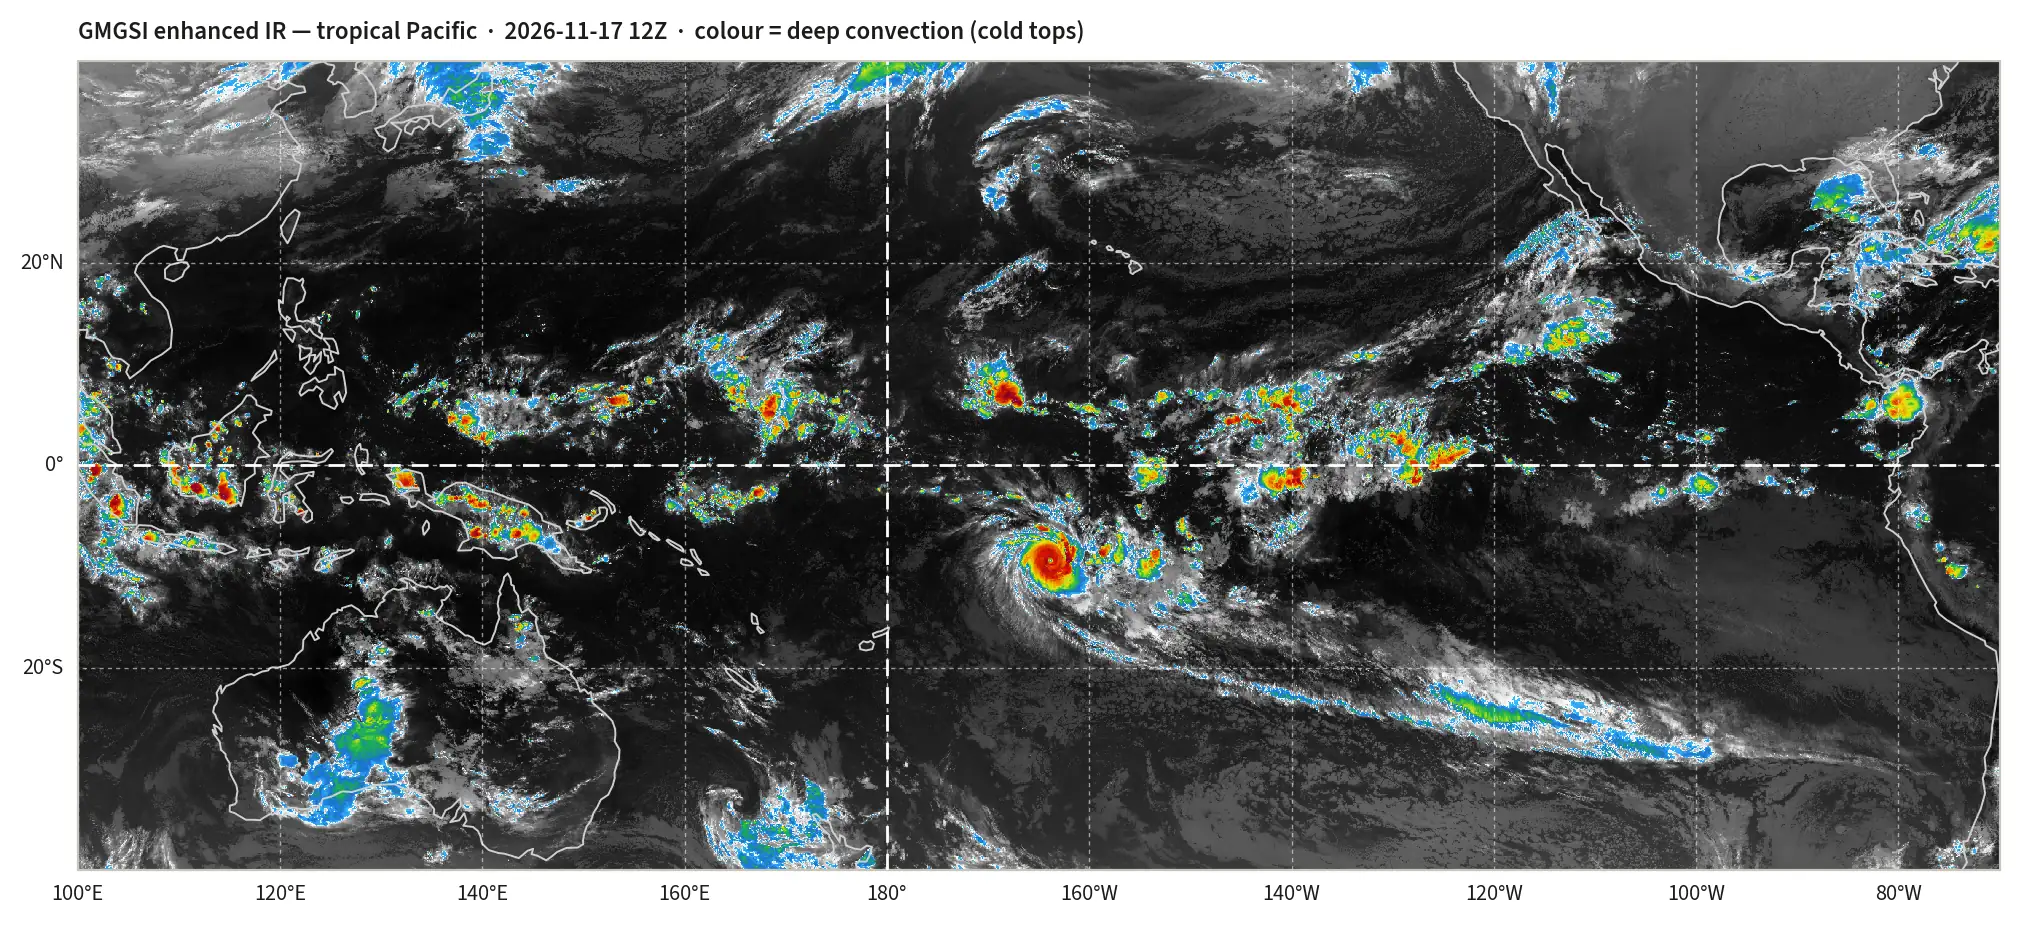 GMGSI enhanced IR — tropical Pacific · 2026-11-17 12Z · colour = deep convection (cold tops)
20°N
0°
20°S
100°E 120°E 140°E 160°E 180° 160°W 140°W 120°W 100°W 80°W